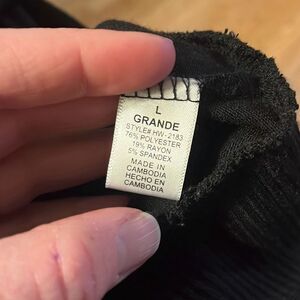 L
GRANDE
STYLE# HW-2183
76% POLYESTER
19% RAYON
5% SPANDEX
MADE IN
CAMBODIA
HECHO EN
CAMBODIA